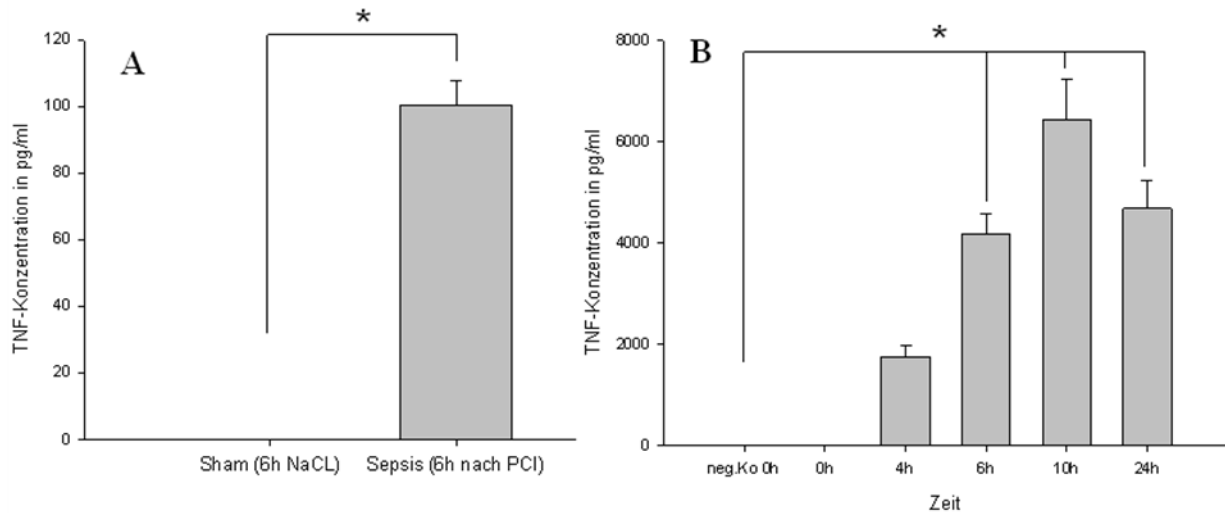 A
*
TNF-Konzentration in pg/ml
120
100
80
60
40
20
0
Sham (6h NaCL)
Sepsis (6h nach PCI)
B
*
TNF-Konzentration in pg/ml
8000
6000
4000
2000
0
neg.Ko 0h
0h
4h
6h
10h
24h
Zeit